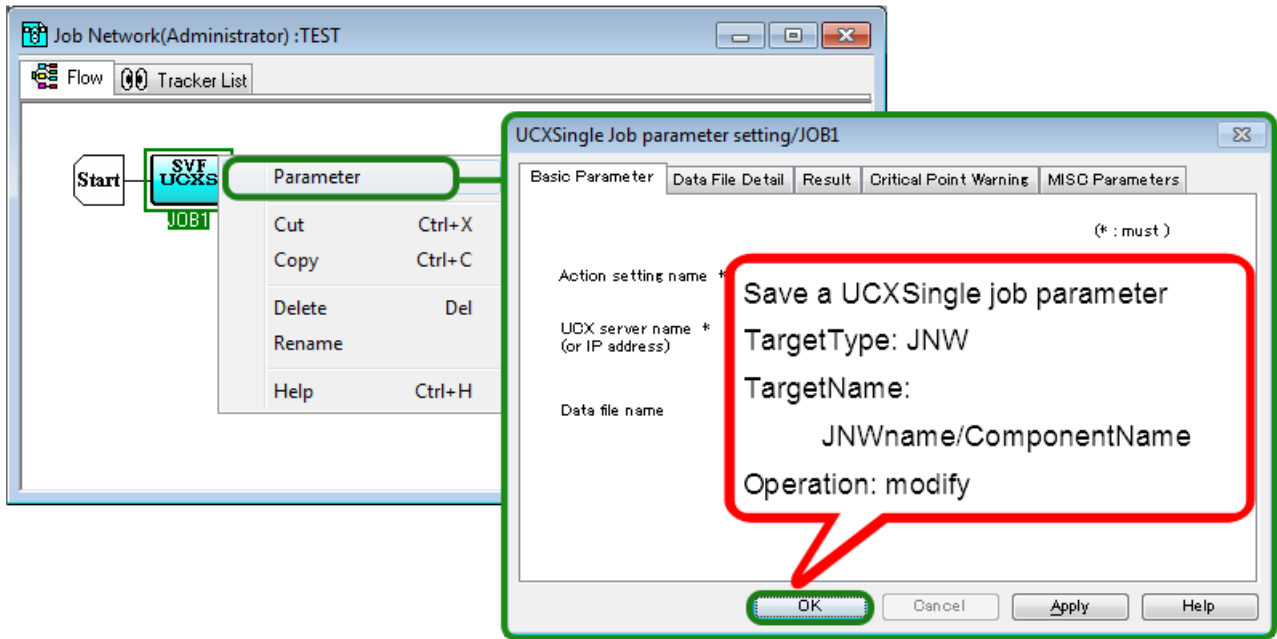 Job Network(Administrator) :TEST
Flow
Tracker List
Start
SVF
UCXS
JOB1
Parameter
Cut Ctrl+X
Copy Ctrl+C
Delete Del
Rename
Help Ctrl+H
UCXSingle Job parameter setting/JOB1
Basic Parameter Data File Detail Result Critical Point Warning MISC Parameters
(* : must )
Action setting name *
UCX server name *
(or IP address)
Data file name
Save a UCXSingle job parameter
TargetType: JNW
TargetName:
JNWname/ComponentName
Operation: modify
OK Cancel Apply Help